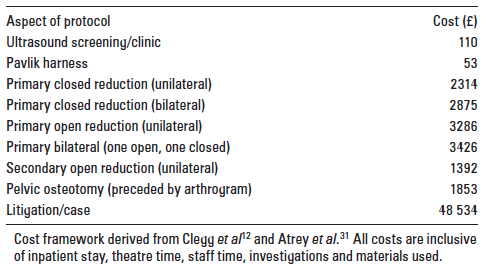 Aspect of protocol Cost (£)
Ultrasound screening/clinic 110
Pavlik harness 53
Primary closed reduction (unilateral) 2314
Primary closed reduction (bilateral) 2875
Primary open reduction (unilateral) 3286
Primary bilateral (one open, one closed) 3426
Secondary open reduction (unilateral) 1392
Pelvic osteotomy (preceded by arthrogram) 1853
Litigation/case 48 534
Cost framework derived from Clegg et al12 and Atrey et al.31 All costs are inclusive
of inpatient stay, theatre time, staff time, investigations and materials used.